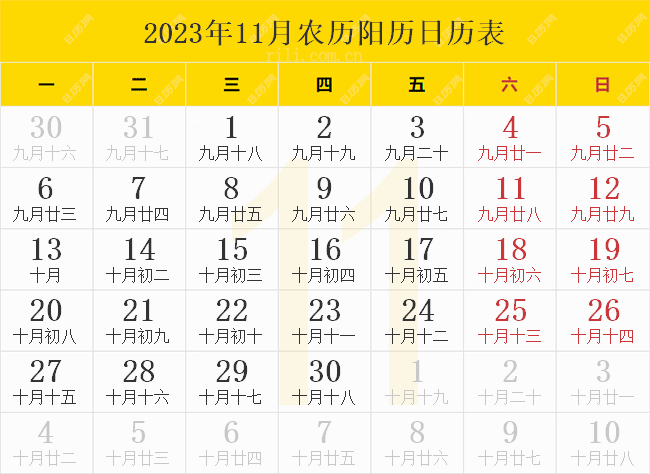 2023年11月农历阳历日历表
rili.com.cn
一 二 三 四 五 六 日
30 31 1 2 3 4 5
九月十六 九月十七 九月十八 九月十九 九月二十 九月廿一 九月廿二
6 7 8 9 10 11 12
九月廿三 九月廿四 九月廿五 九月廿六 九月廿七 九月廿八 九月廿九
13 14 15 16 17 18 19
十月 十月初二 十月初三 十月初四 十月初五 十月初六 十月初七
20 21 22 23 24 25 26
十月初八 十月初九 十月初十 十月十一 十月十二 十月十三 十月十四
27 28 29 30 1 2 3
十月十五 十月十六 十月十七 十月十八 十月十九 十月二十 十月廿一
4 5 6 7 8 9 10
十月廿二 十月廿三 十月廿四 十月廿五 十月廿六 十月廿七 十月廿八
11